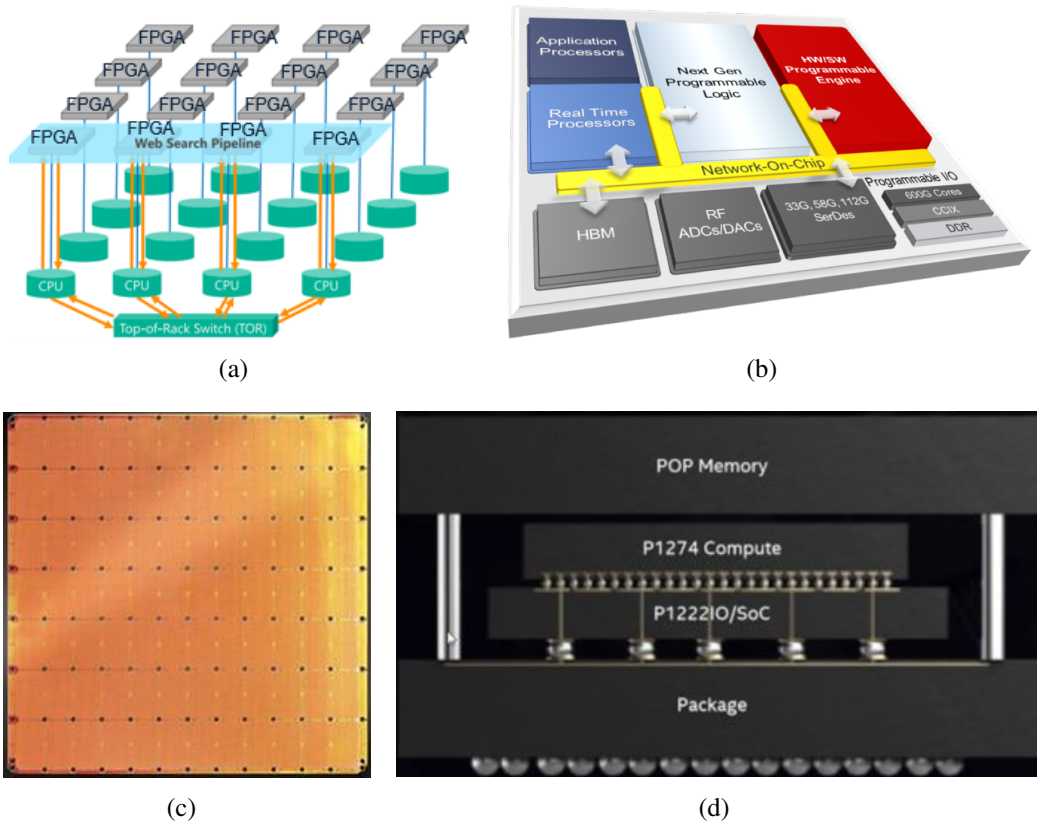 FPGA FPGA FPGA FPGA
FPGA FPGA FPGA FPGA
FPGA FPGA FPGA FPGA
FPGA FPGA FPGA FPGA
Web Search Pipeline
CPU CPU CPU CPU
Top-of-Rack Switch (TOR)
(a)
Application
Processors
Real Time
Processors
Next Gen
Programmable
Logic
HW/SW
Programmable
Engine
Network-On-Chip
HBM
RF
ADCs/DACs
33G, 58G, 112G
SerDes
Programmable I/O
600G Cores
CCIX
DDR
(b)
(c)
POP Memory
P1274 Compute
P1222IO/SoC
Package
(d)